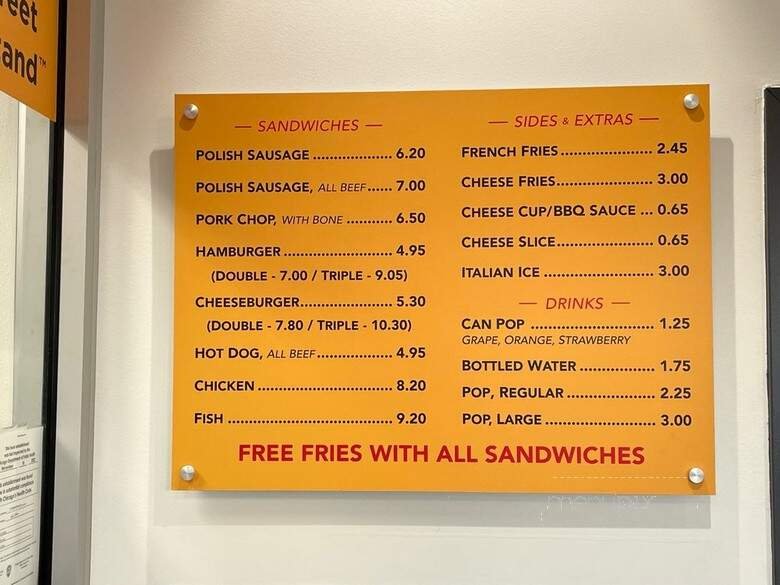 eet
and™
SANDWICHES
POLISH SAUSAGE .................... 6.20
POLISH SAUSAGE, ALL BEEF ...... 7.00
PORK CHOP, WITH BONE ........... 6.50
HAMBURGER ........................... 4.95
(DOUBLE - 7.00 / TRIPLE - 9.05)
CHEESEBURGER....................... 5.30
(DOUBLE - 7.80 / TRIPLE - 10.30)
HOT DOG, ALL BEEF ................... 4.95
CHICKEN ................................. 8.20
FISH ........................................ 9.20
SIDES & EXTRAS
FRENCH FRIES ....................... 2.45
CHEESE FRIES........................ 3.00
CHEESE CUP/BBQ SAUCE ... 0.65
CHEESE SLICE........................ 0.65
ITALIAN ICE .......................... 3.00
DRINKS
CAN POP ............................. 1.25
GRAPE, ORANGE, STRAWBERRY
BOTTLED WATER .................. 1.75
POP, REGULAR ..................... 2.25
POP, LARGE .......................... 3.00
FREE FRIES WITH ALL SANDWICHES